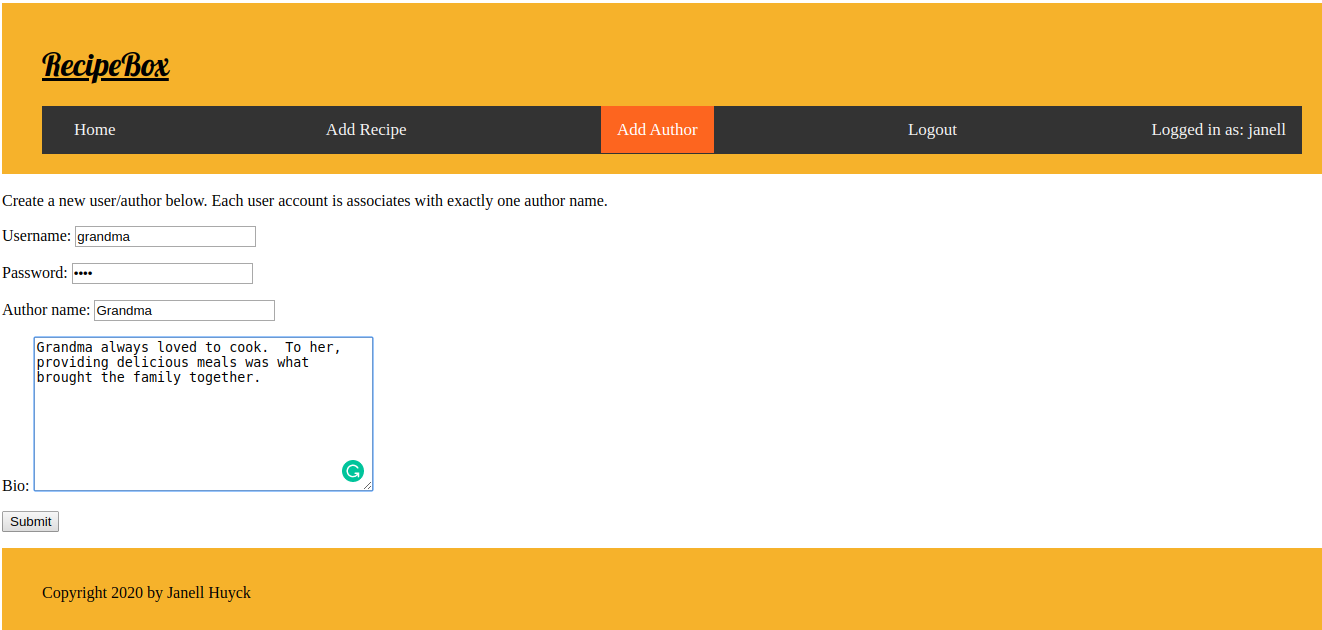 RecipeBox
Home Add Recipe Add Author Logout Logged in as: janell
Create a new user/author below. Each user account is associates with exactly one author name.
Username: grandma
Password: ••••
Author name: Grandma
Grandma always loved to cook.  To her,
providing delicious meals was what
brought the family together.
Bio:
Submit
Copyright 2020 by Janell Huyck